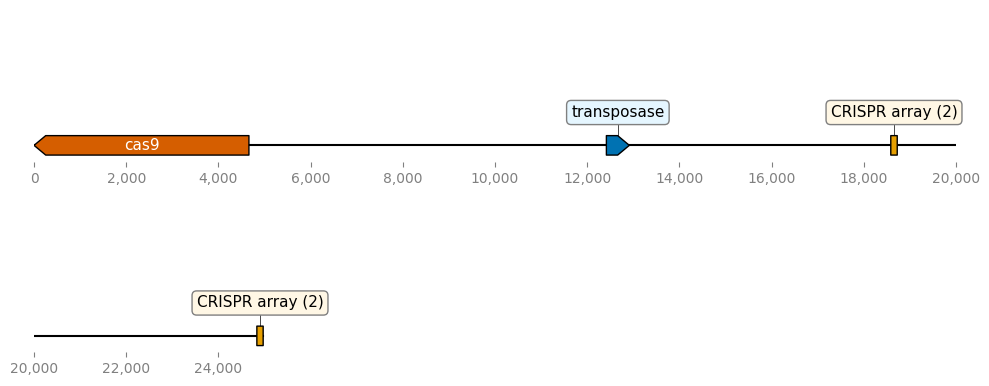 transposase
CRISPR array (2)
cas9
0 2,000 4,000 6,000 8,000 10,000 12,000 14,000 16,000 18,000 20,000
CRISPR array (2)
20,000 22,000 24,000